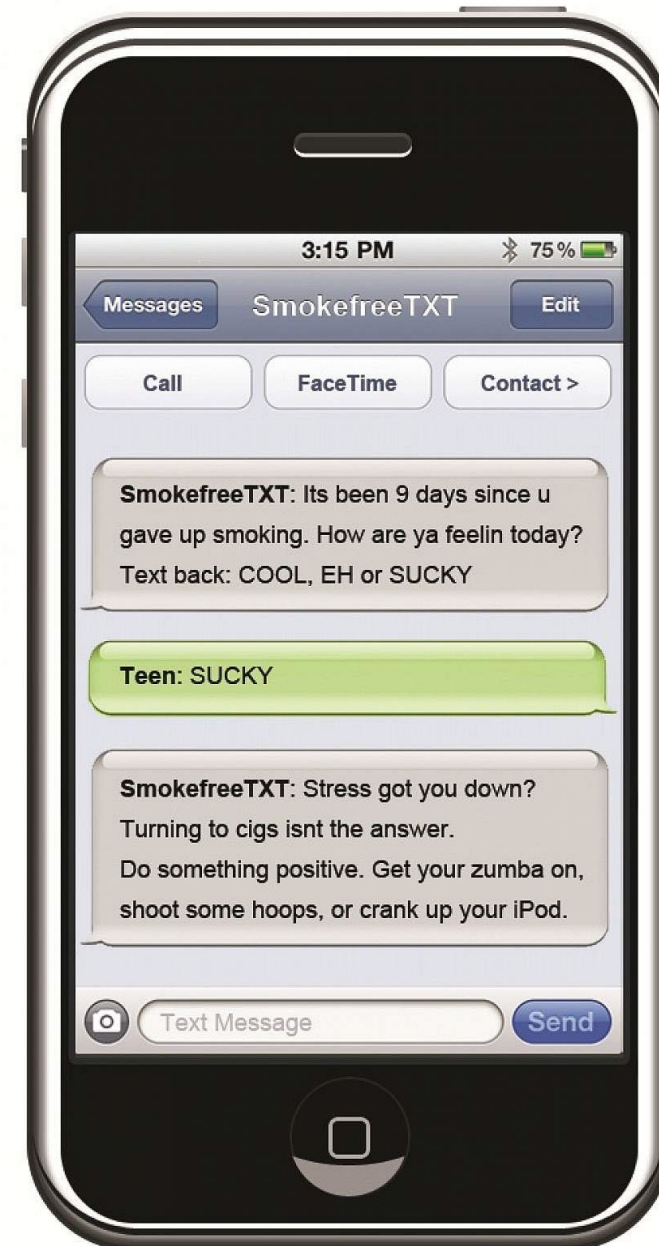 3:15 PM 75%
Messages SmokefreeTXT Edit
Call FaceTime Contact >
SmokefreeTXT: Its been 9 days since u
gave up smoking. How are ya feelin today?
Text back: COOL, EH or SUCKY
Teen: SUCKY
SmokefreeTXT: Stress got you down?
Turning to cigs isnt the answer.
Do something positive. Get your zumba on,
shoot some hoops, or crank up your iPod.
Text Message Send